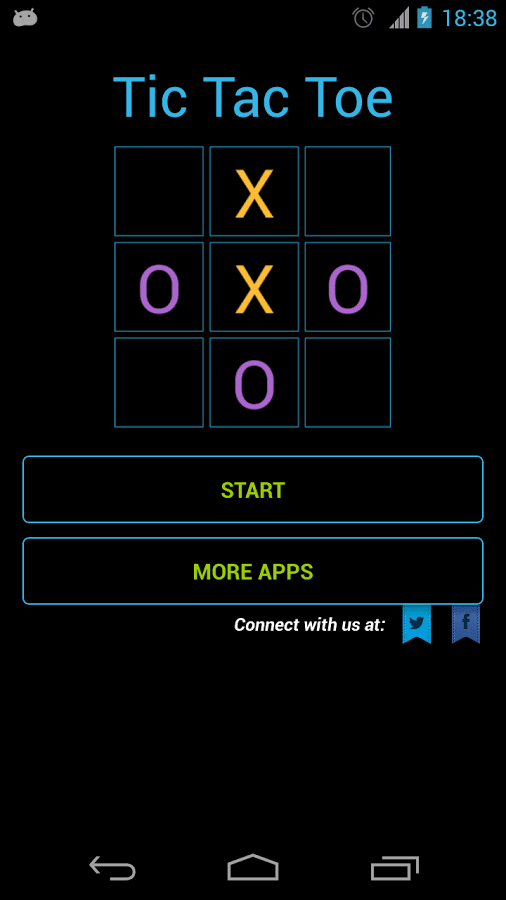 18:38
Tic Tac Toe
X
O X O
O
START
MORE APPS
Connect with us at: